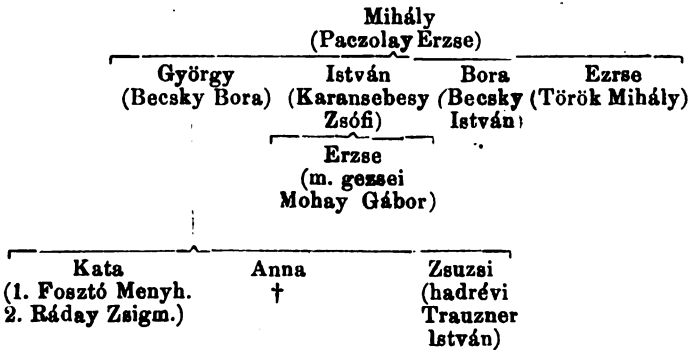 Mihály
(Paczolay Erzse)
György István Bora Ezrse
(Becsky Bora) (Karansebesy (Becsky (Török Mihály)
Zsófi) István)
Erzse
(m. gezsei
Mohay Gábor)
Kata Anna Zsuzsi
(1. Fosztó Menyh. † (hadrévi
2. Ráday Zsigm.) Trauzner
István)